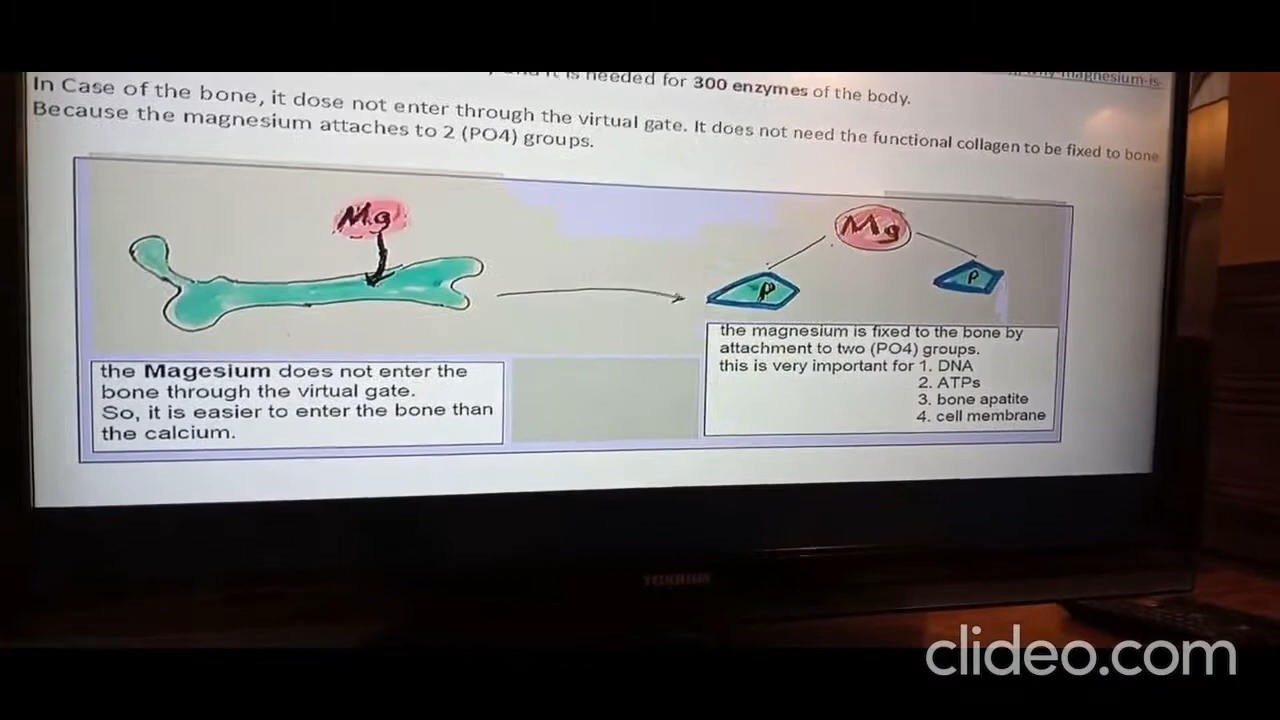 it is needed for 300 enzymes of the body.
magnesium-is-
In Case of the bone, it dose not enter through the virtual gate. It does not need the functional collagen to be fixed to bone
Because the magnesium attaches to 2 (PO4) groups.
Mg
Mg
P
P
the Magesium does not enter the
bone through the virtual gate.
So, it is easier to enter the bone than
the calcium.
the magnesium is fixed to the bone by
attachment to two (PO4) groups.
this is very important for 1. DNA
2. ATPs
3. bone apatite
4. cell membrane
clideo.com